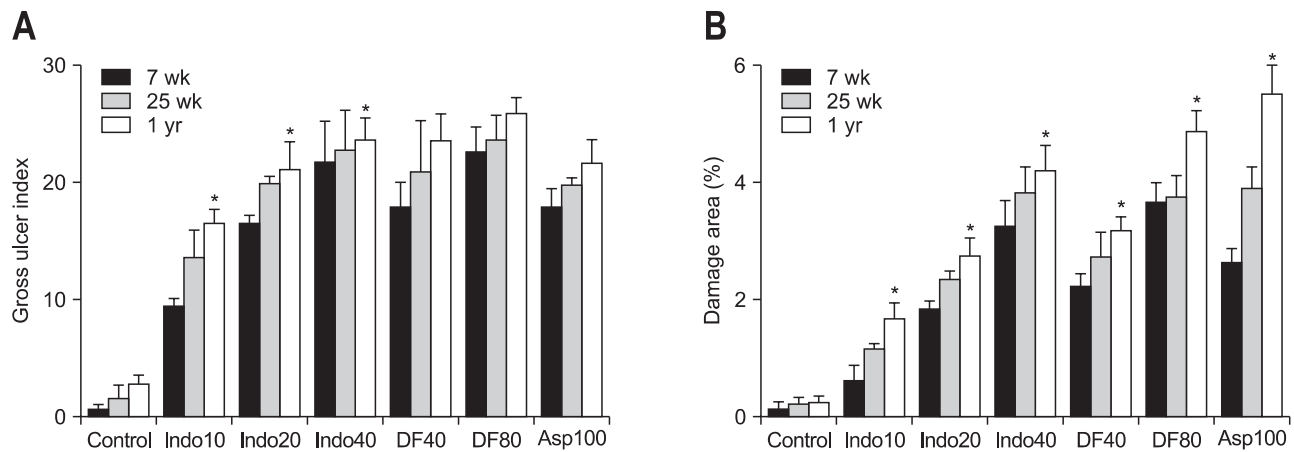 A
Gross ulcer index
30
20
10
0
7 wk
25 wk
1 yr
*
*
*
Control Indo10 Indo20 Indo40 DF40 DF80 Asp100
B
Damage area (%)
6
4
2
0
7 wk
25 wk
1 yr
*
*
*
*
*
*
Control Indo10 Indo20 Indo40 DF40 DF80 Asp100